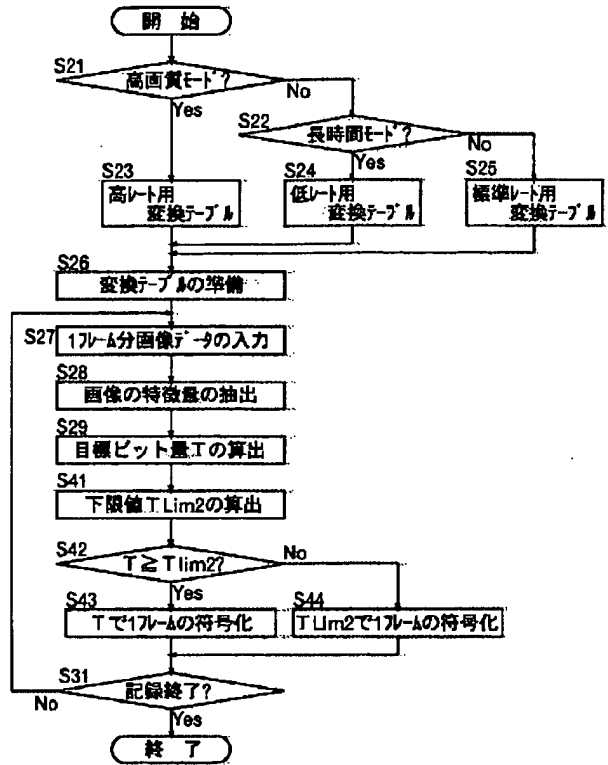 開 始
S21
高画質ﾓｰﾄﾞ?
No
Yes
S22
長時間ﾓｰﾄﾞ?
No
Yes
S23
高ﾚｰﾄ用
変換ﾃｰﾌﾞﾙ
S24
低ﾚｰﾄ用
変換ﾃｰﾌﾞﾙ
S25
標準ﾚｰﾄ用
変換ﾃｰﾌﾞﾙ
S26
変換ﾃｰﾌﾞﾙの準備
S27
1ﾌﾚｰﾑ分画像ﾃﾞｰﾀの入力
S28
画像の特徴量の抽出
S29
目標ビット量Tの算出
S41
下限値TLim2の算出
S42
T≧Tlim2?
No
Yes
S43
Tで1ﾌﾚｰﾑの符号化
S44
TLim2で1ﾌﾚｰﾑの符号化
S31
記録終了?
No
Yes
終 了